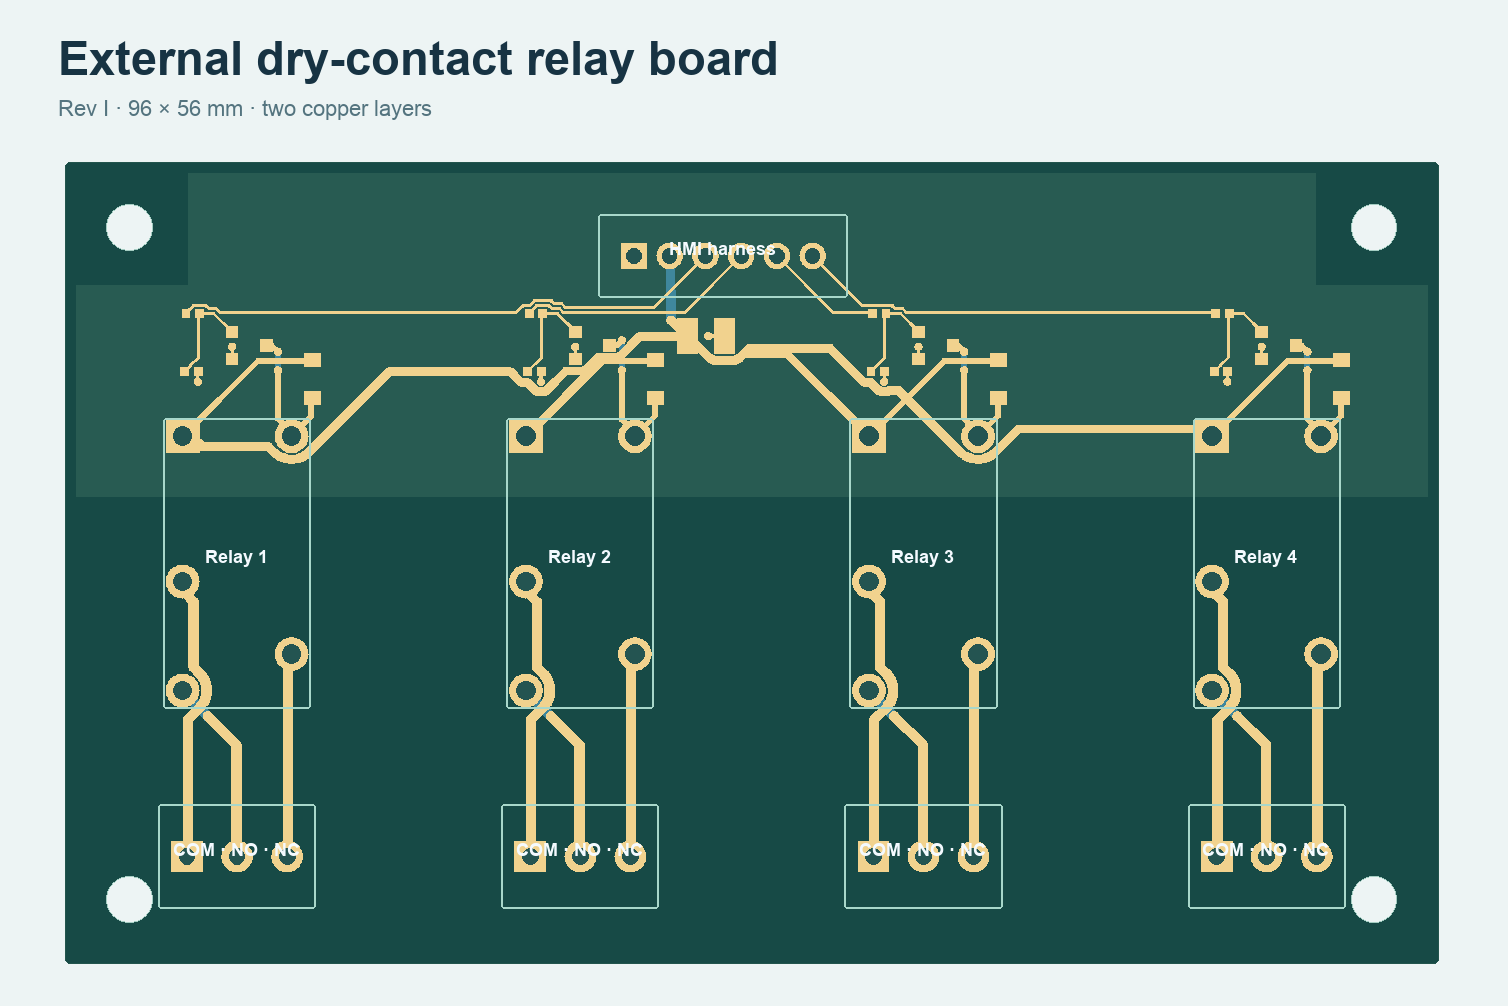 External dry-contact relay board
Rev I · 96 × 56 mm · two copper layers
HMI harness
Relay 1
Relay 2
Relay 3
Relay 4
COM · NO · NC
COM · NO · NC
COM · NO · NC
COM · NO · NC